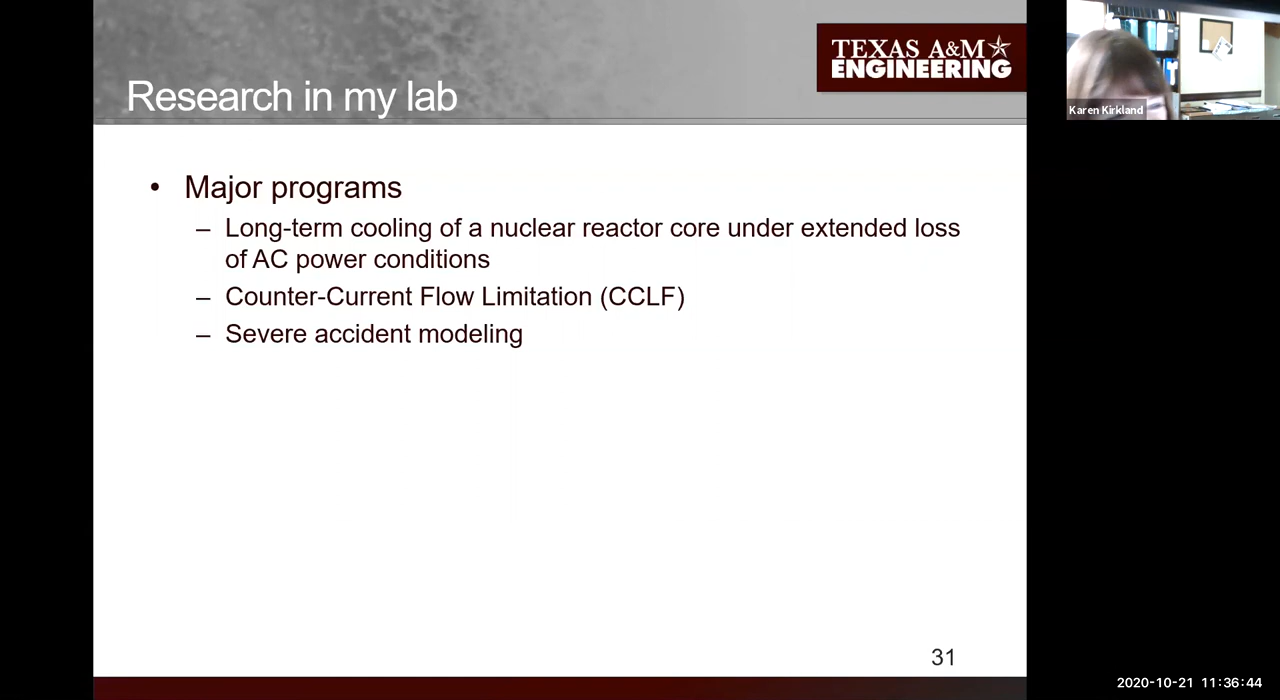 Research in my lab
TEXAS A&M
ENGINEERING
Karen Kirkland
• Major programs
– Long-term cooling of a nuclear reactor core under extended loss
of AC power conditions
– Counter-Current Flow Limitation (CCLF)
– Severe accident modeling
31
2020-10-21 11:36:44